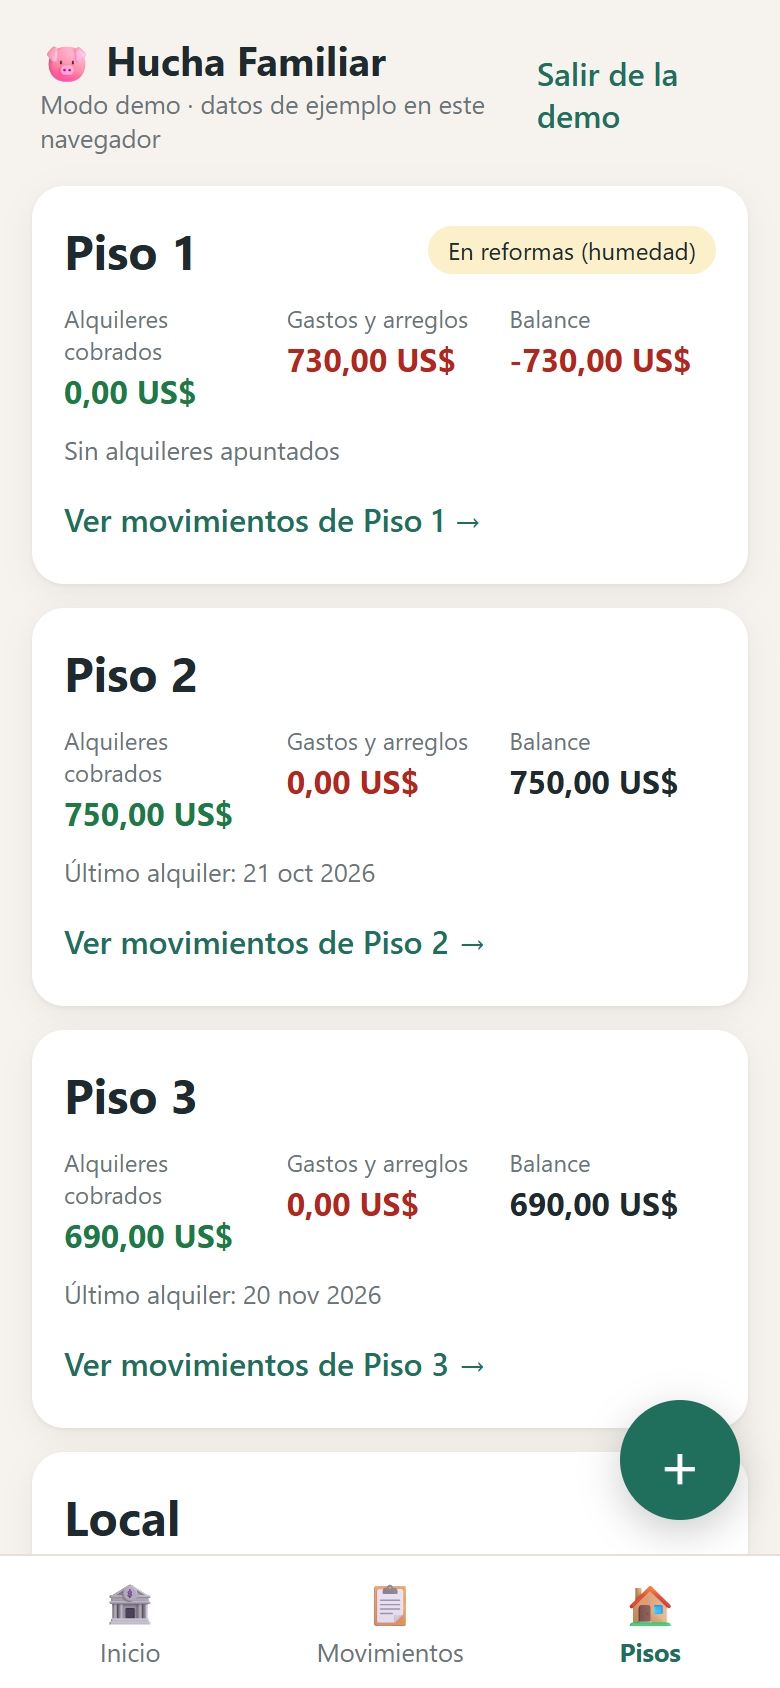 Hucha Familiar
Modo demo · datos de ejemplo en este
navegador
Salir de la
demo
Piso 1
En reformas (humedad)
Alquileres
cobrados
0,00 US$
Gastos y arreglos
730,00 US$
Balance
-730,00 US$
Sin alquileres apuntados
Ver movimientos de Piso 1 →
Piso 2
Alquileres
cobrados
750,00 US$
Gastos y arreglos
0,00 US$
Balance
750,00 US$
Último alquiler: 21 oct 2026
Ver movimientos de Piso 2 →
Piso 3
Alquileres
cobrados
690,00 US$
Gastos y arreglos
0,00 US$
Balance
690,00 US$
Último alquiler: 20 nov 2026
Ver movimientos de Piso 3 →
Local
+
Inicio
Movimientos
Pisos